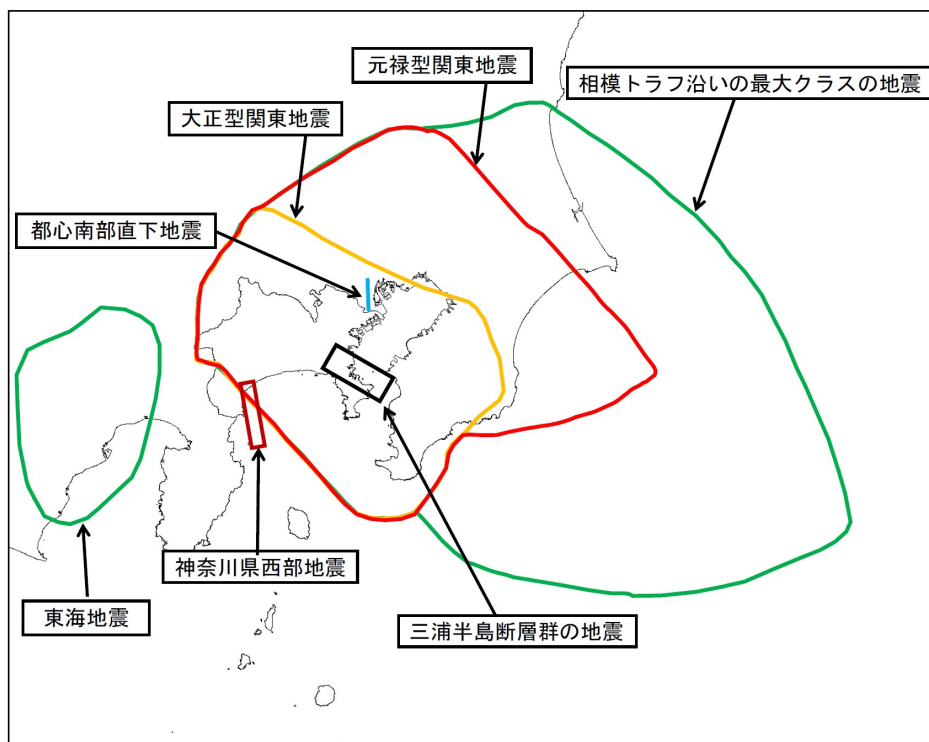 元禄型関東地震
相模トラフ沿いの最大クラスの地震
大正型関東地震
都心南部直下地震
神奈川県西部地震
東海地震
三浦半島断層群の地震